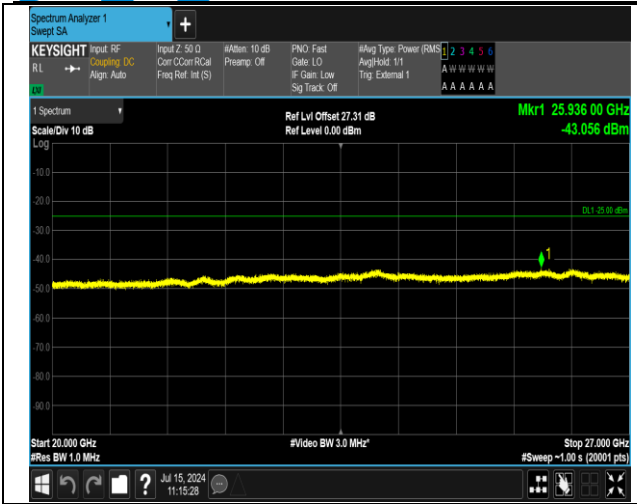 Spectrum Analyzer 1
Swept SA
+
KEYSIGHT
RL
Input: RF
Coupling: DC
Align: Auto
Input Z: 50 Ω
Corr CCorr RCal
Freq Ref: Int (S)
#Atten: 10 dB
Preamp: Off
PNO: Fast
Gate: LO
IF Gain: Low
Sig Track: Off
#Avg Type: Power (RMS
Avg|Hold: 1/1
Trig: External 1
1 2 3 4 5 6
A W W W W W
A A A A A A
LXI
1 Spectrum
Scale/Div 10 dB
Log
Ref Lvl Offset 27.31 dB
Ref Level 0.00 dBm
Mkr1 25.936 00 GHz
-43.056 dBm
-10.0
-20.0
DL1 -25.00 dBm
-30.0
-40.0
1
-50.0
-60.0
-70.0
-80.0
-90.0
Start 20.000 GHz
#Res BW 1.0 MHz
#Video BW 3.0 MHz*
Stop 27.000 GHz
#Sweep ~1.00 s (20001 pts)
?
Jul 15, 2024
11:15:28